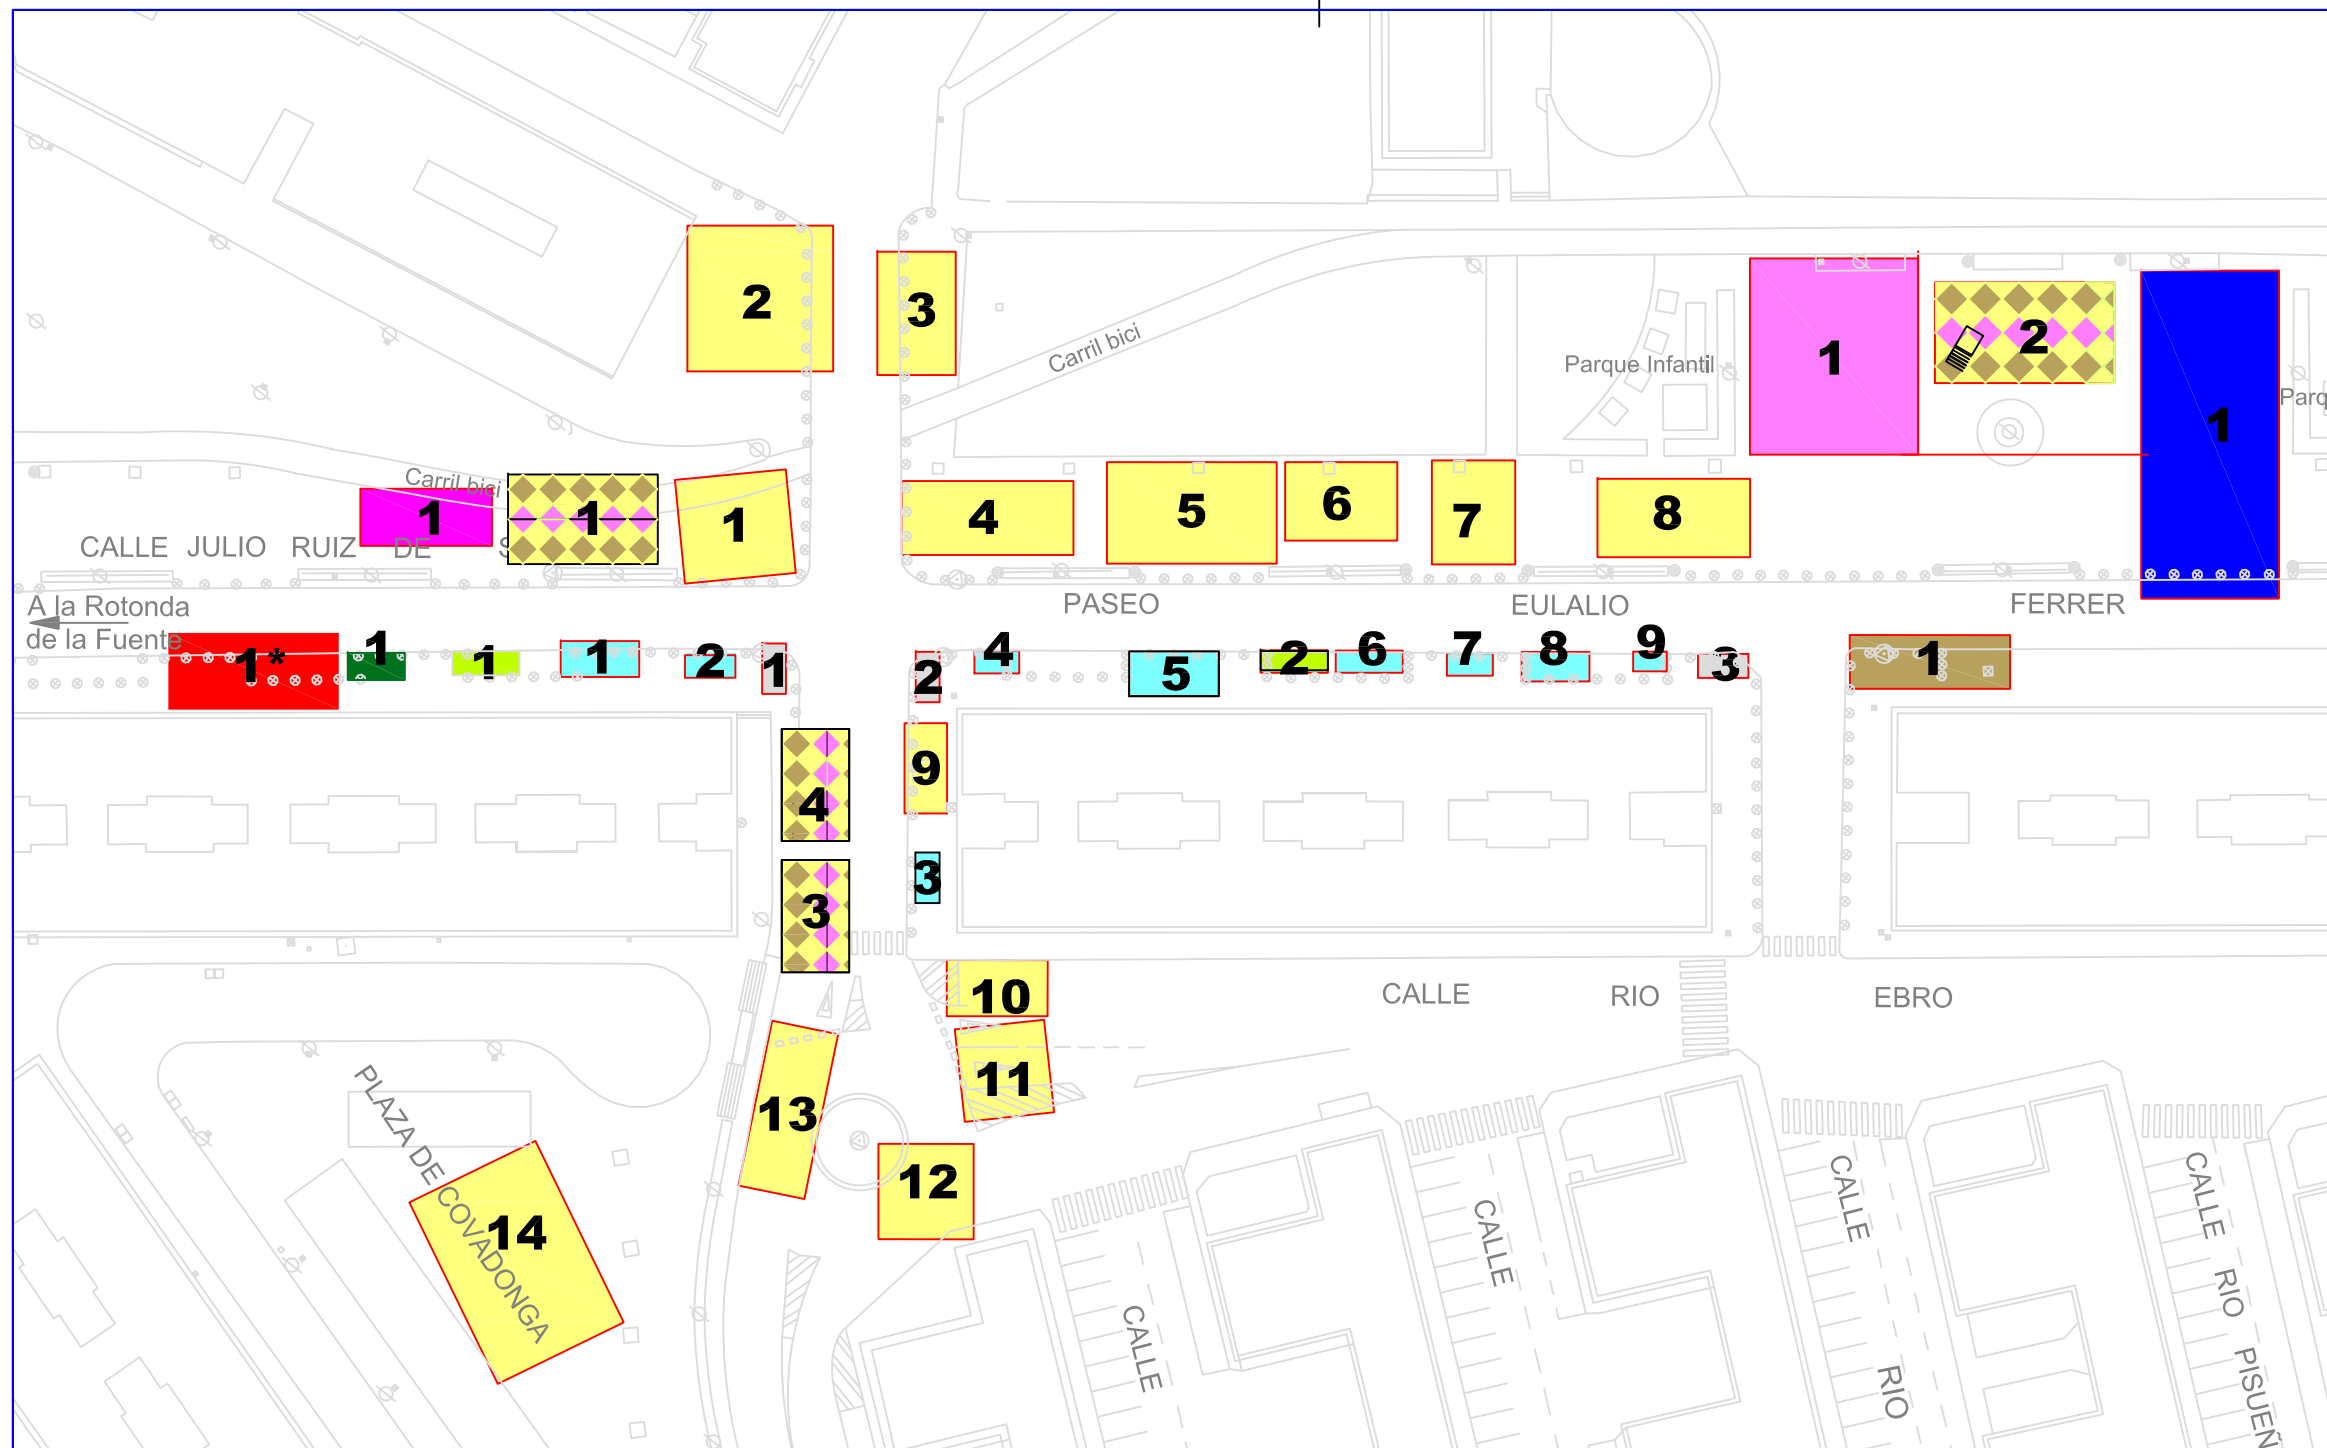 2
3
Carril bici
Parque Infantil
1
2
1
Parq
Carril bici
1
1
1
4
5
6
7
8
CALLE JULIO RUIZ DE S
A la Rotonda
de la Fuente
PASEO EULALIO FERRER
1*
1
1
1
2
1
2
4
5
2
6
7
8
9
3
1
4
9
3
3
10
CALLE RIO EBRO
11
13
12
14
PLAZA DE COVADONGA
CALLE
CALLE
CALLE
RIO
CALLE RIO PISUEÑ